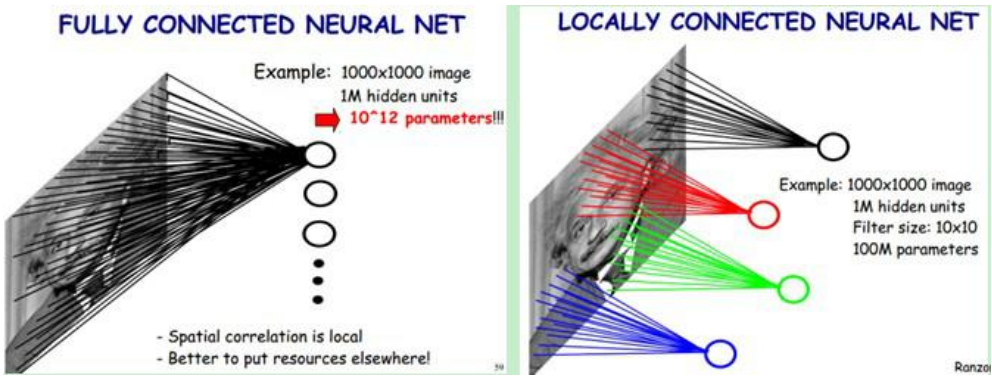 FULLY CONNECTED NEURAL NET
Example: 1000x1000 image
1M hidden units
10^12 parameters!!!
- Spatial correlation is local
- Better to put resources elsewhere!
59
LOCALLY CONNECTED NEURAL NET
Example: 1000x1000 image
1M hidden units
Filter size: 10x10
100M parameters